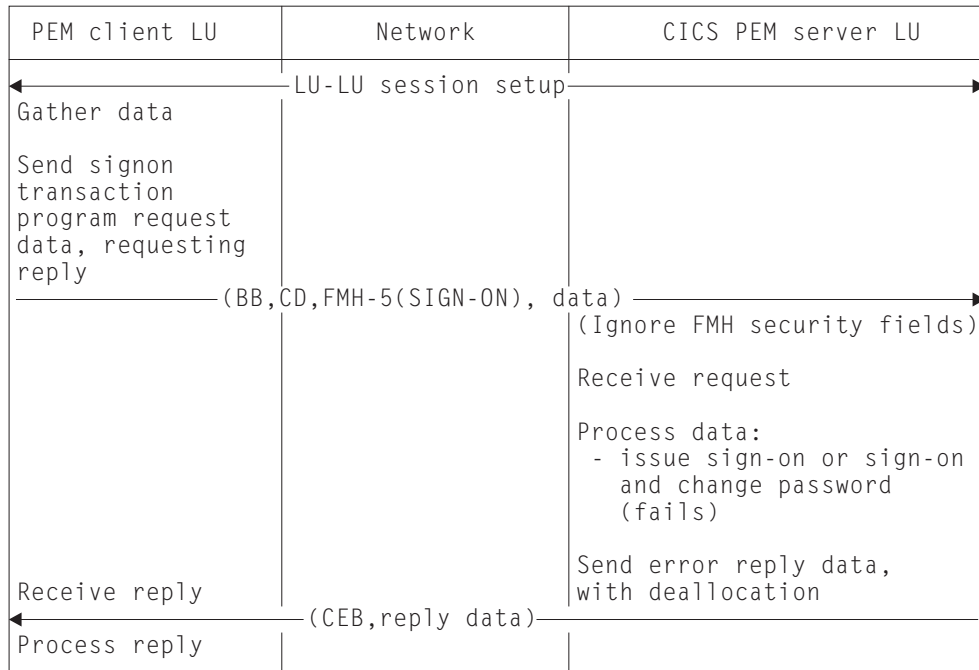 PEM client LU Network CICS PEM server LU
LU-LU session setup
Gather data
Send signon
transaction
program request
data, requesting
reply
(BB,CD,FMH-5(SIGN-ON), data)
(Ignore FMH security fields)
Receive request
Process data:
- issue sign-on or sign-on
and change password
(fails)
Send error reply data,
with deallocation
Receive reply
(CEB,reply data)
Process reply